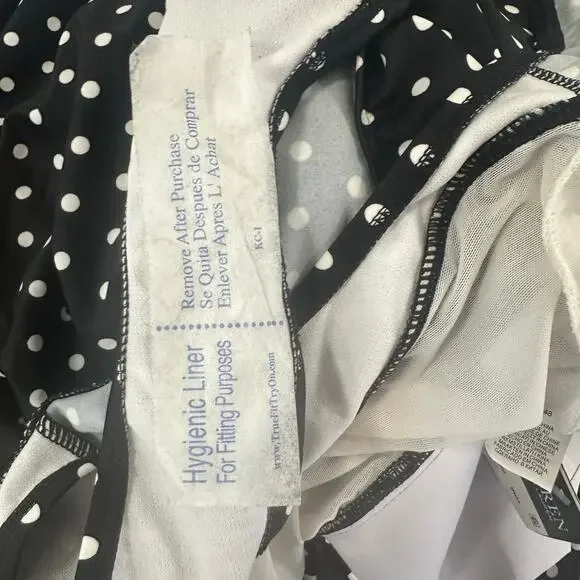 Hygienic Liner
For Fitting Purposes
www.TrueFitTryOn.com
Remove After Purchase
Se Quita Despues de Comprar
Enlever Apres L' Achat
KC-1
48